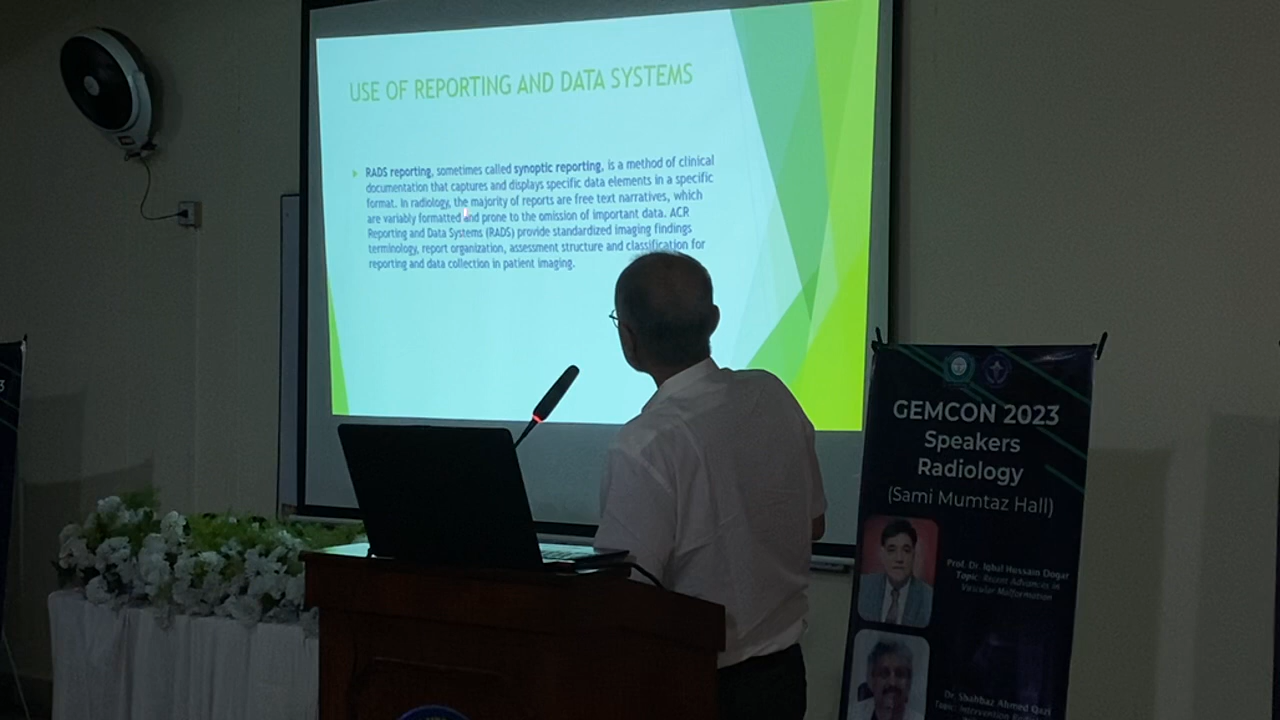 USE OF REPORTING AND DATA SYSTEMS
RADS reporting, sometimes called synoptic reporting, is a method of clinical
documentation that captures and displays specific data elements in a specific
format. In radiology, the majority of reports are free text narratives, which
are variably formatted and prone to the omission of important data. ACR
Reporting and Data Systems (RADS) provide standardized imaging findings
terminology, report organization, assessment structure and classification for
reporting and data collection in patient imaging.
GEMCON 2023
Speakers
Radiology
(Sami Mumtaz Hall)
Prof. Dr. Iqbal Hussain Dogar
Topic: Recent Advances in
Vascular Malformation
Dr. Shahbaz Ahmed Qazi
Topic:
3